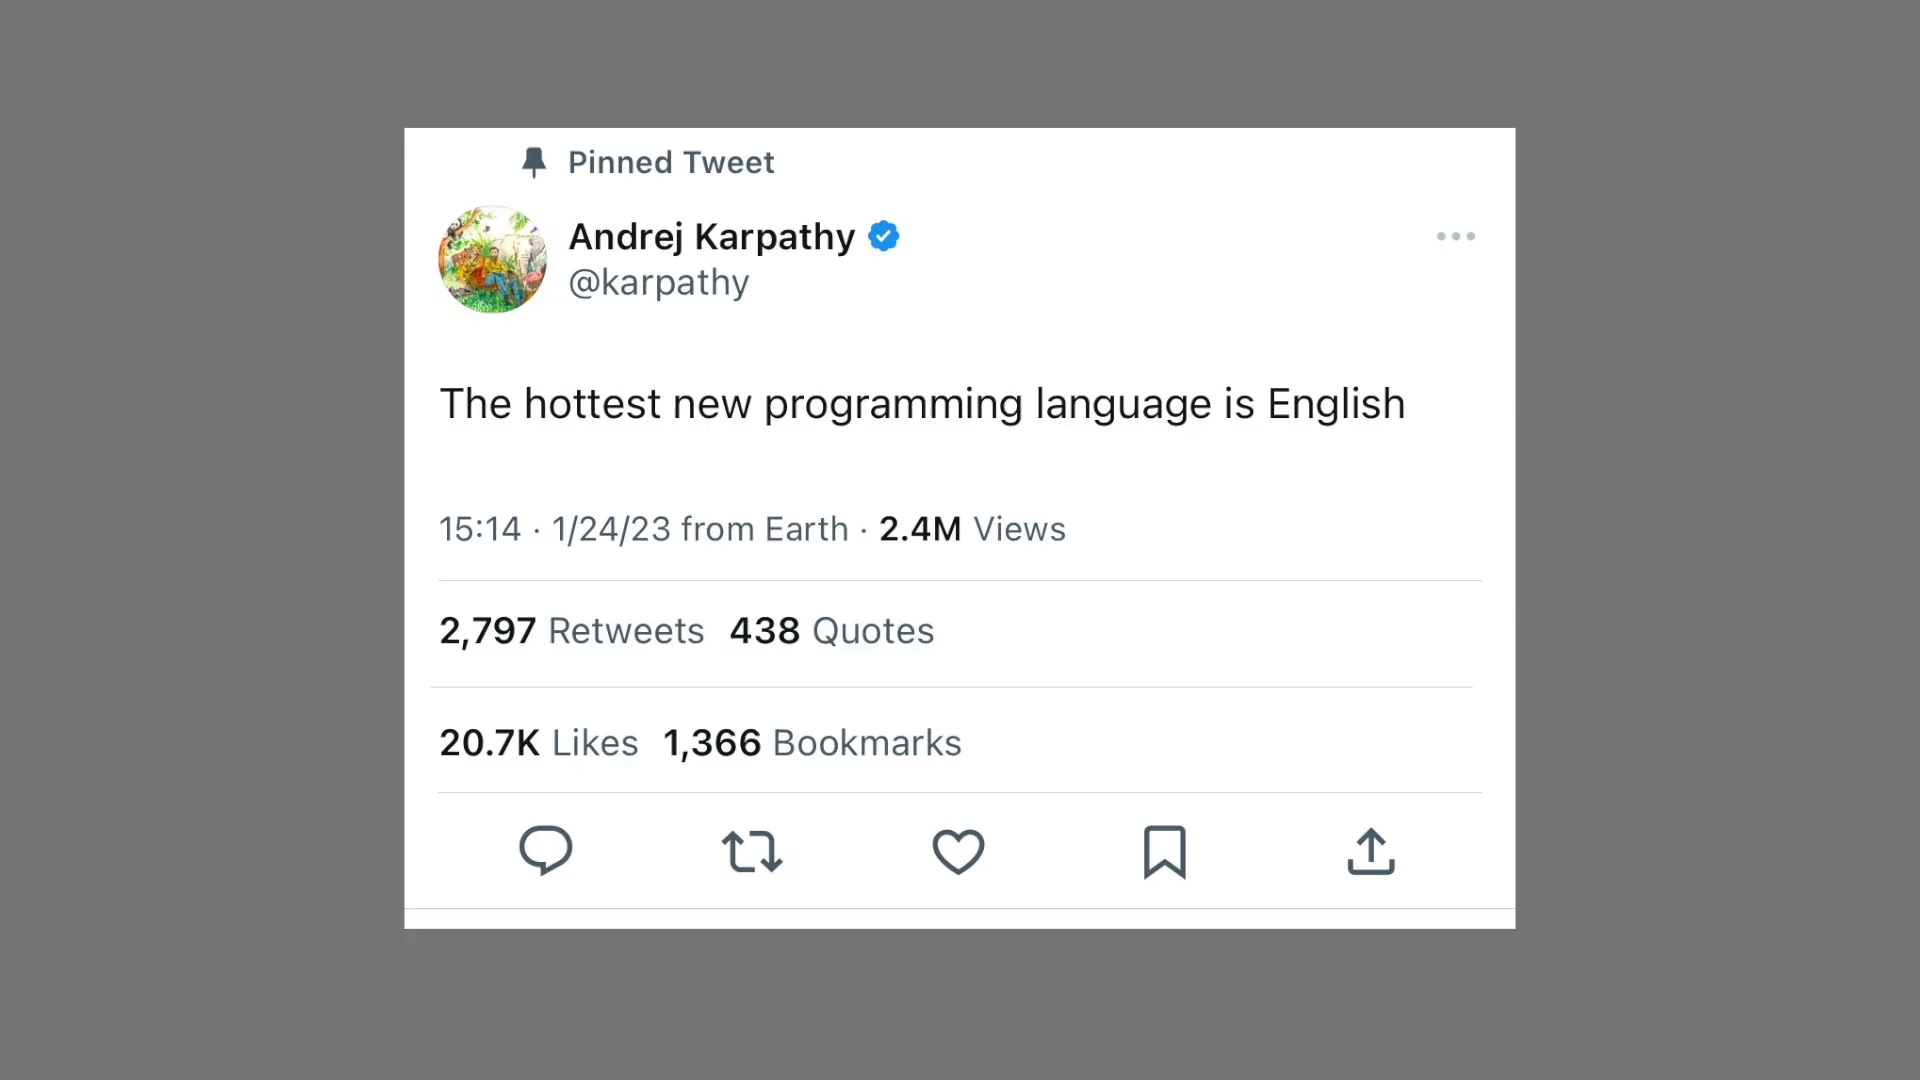 Pinned Tweet
Andrej Karpathy
@karpathy
The hottest new programming language is English
15:14 · 1/24/23 from Earth · 2.4M Views
2,797 Retweets 438 Quotes
20.7K Likes 1,366 Bookmarks